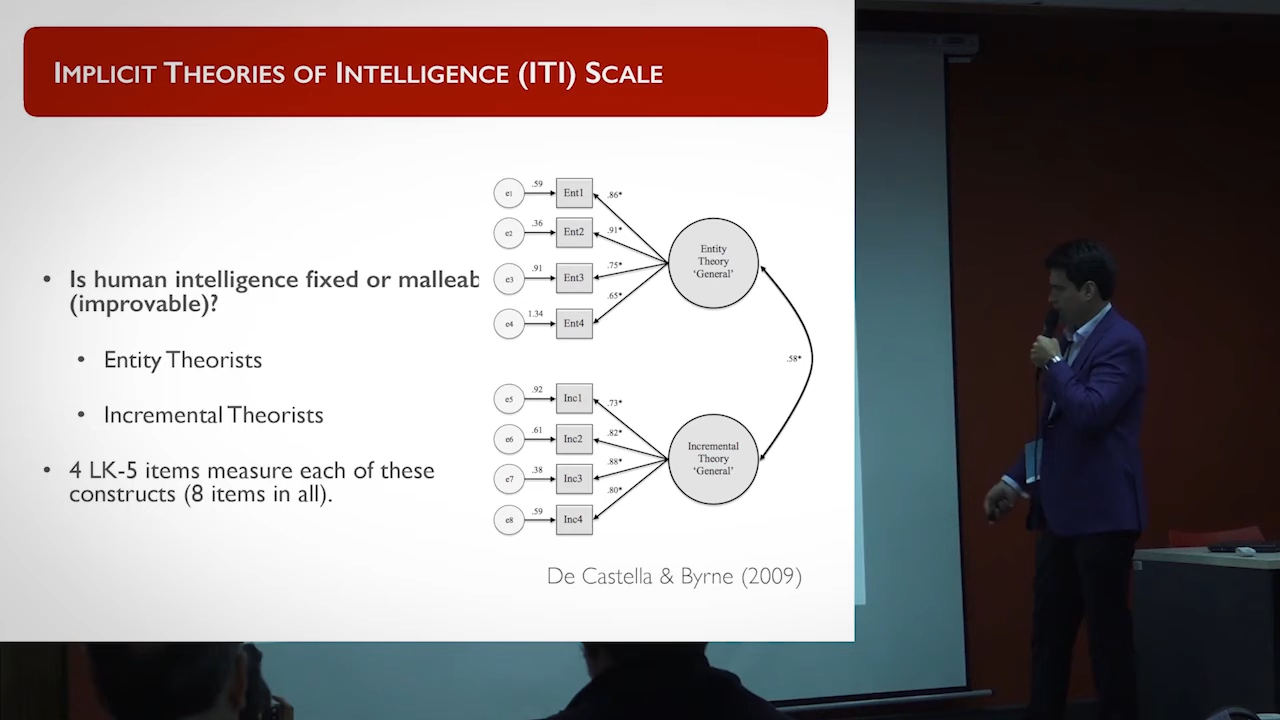 IMPLICIT THEORIES OF INTELLIGENCE (ITI) SCALE
• Is human intelligence fixed or malleab
(improvable)?
• Entity Theorists
• Incremental Theorists
• 4 LK-5 items measure each of these
constructs (8 items in all).
e1 .59 Ent1 .86*
e2 .36 Ent2 .91*
e3 .91 Ent3 .75*
e4 1.34 Ent4 .65*
Entity
Theory
‘General’
.58*
e5 .92 Inc1 .73*
e6 .61 Inc2 .82*
e7 .38 Inc3 .88*
e8 .59 Inc4 .80*
Incremental
Theory
‘General’
De Castella & Byrne (2009)